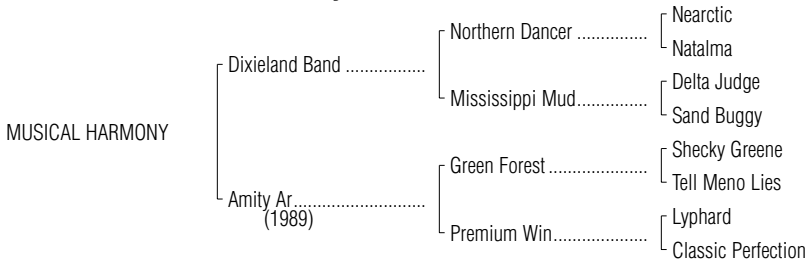 Nearctic
Northern Dancer ...............
Natalma
Dixieland Band .................
Delta Judge
Mississippi Mud...............
Sand Buggy
MUSICAL HARMONY
Shecky Greene
Green Forest .....................
Tell Meno Lies
Amity Ar............................
(1989)
Lyphard
Premium Win....................
Classic Perfection